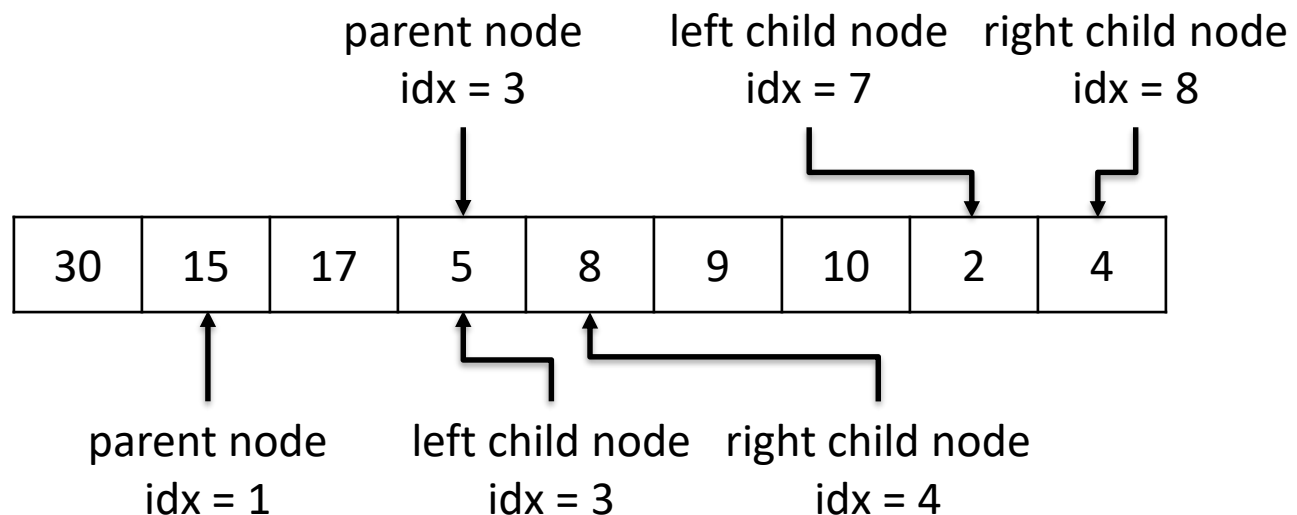 parent node left child node right child node
idx = 3 idx = 7 idx = 8
30 15 17 5 8 9 10 2 4
parent node left child node right child node
idx = 1 idx = 3 idx = 4